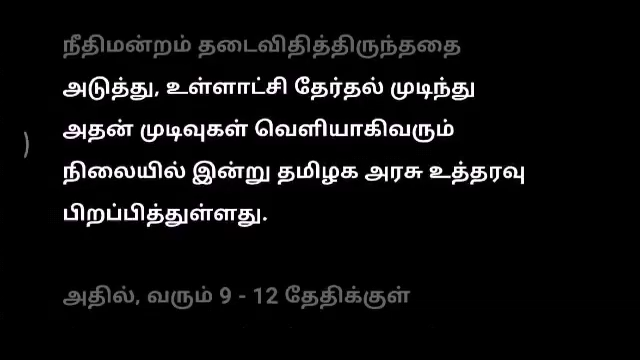 நீதிமன்றம் தடைவிதித்திருந்ததை
அடுத்து, உள்ளாட்சி தேர்தல் முடிந்து
அதன் முடிவுகள் வெளியாகிவரும்
நிலையில் இன்று தமிழக அரசு உத்தரவு
பிறப்பித்துள்ளது.
அதில், வரும் 9 - 12 தேதிக்குள்